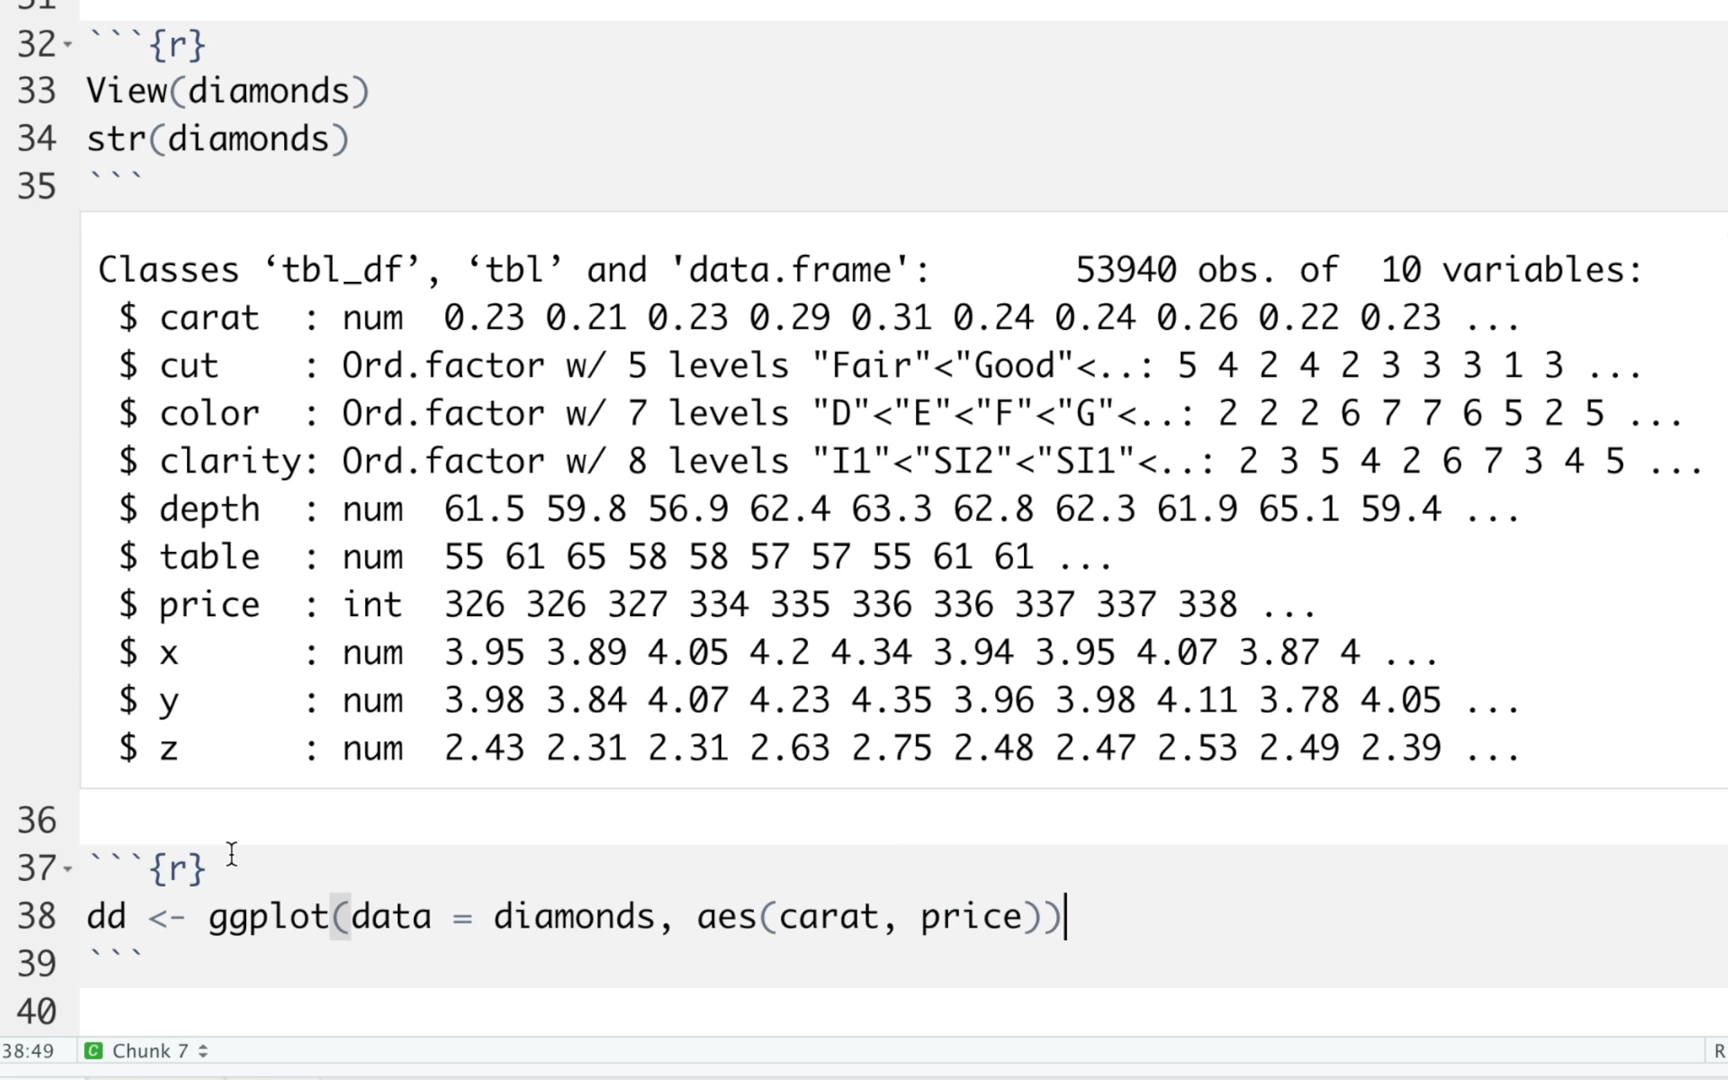 31
32 ```{r}
33 View(diamonds)
34 str(diamonds)
35 ```
Classes ‘tbl_df’, ‘tbl’ and 'data.frame':	53940 obs. of  10 variables:
 $ carat  : num  0.23 0.21 0.23 0.29 0.31 0.24 0.24 0.26 0.22 0.23 ...
 $ cut    : Ord.factor w/ 5 levels "Fair"<"Good"<..: 5 4 2 4 2 3 3 3 1 3 ...
 $ color  : Ord.factor w/ 7 levels "D"<"E"<"F"<"G"<..: 2 2 2 6 7 7 6 5 2 5 ...
 $ clarity: Ord.factor w/ 8 levels "I1"<"SI2"<"SI1"<..: 2 3 5 4 2 6 7 3 4 5 ...
 $ depth  : num  61.5 59.8 56.9 62.4 63.3 62.8 62.3 61.9 65.1 59.4 ...
 $ table  : num  55 61 65 58 58 57 57 55 61 61 ...
 $ price  : int  326 326 327 334 335 336 336 337 337 338 ...
 $ x      : num  3.95 3.89 4.05 4.2 4.34 3.94 3.95 4.07 3.87 4 ...
 $ y      : num  3.98 3.84 4.07 4.23 4.35 3.96 3.98 4.11 3.78 4.05 ...
 $ z      : num  2.43 2.31 2.31 2.63 2.75 2.48 2.47 2.53 2.49 2.39 ...
36
37 ```{r}
38 dd <- ggplot(data = diamonds, aes(carat, price))
39 ```
40
38:49 C Chunk 7 R